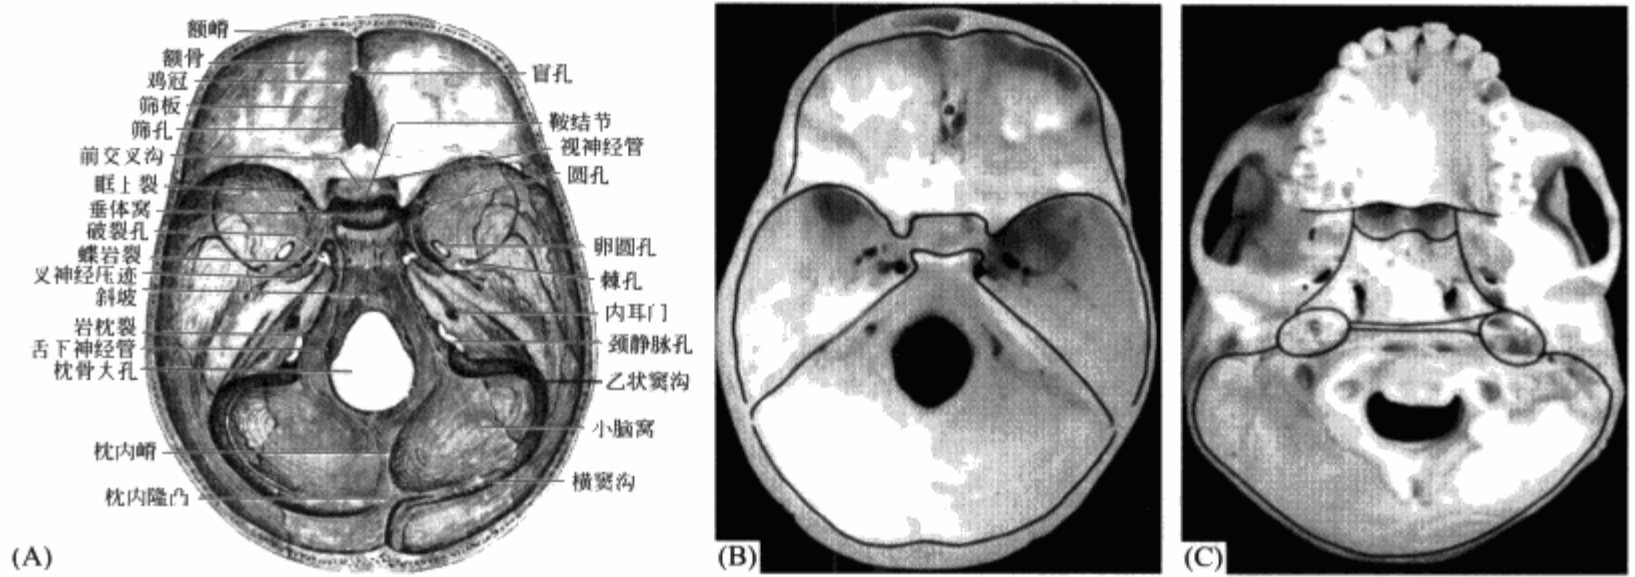 额嵴
额骨
鸡冠
筛板
筛孔
前交叉沟
眶上裂
垂体窝
破裂孔
蝶岩裂
叉神经压迹
斜坡
岩枕裂
舌下神经管
枕骨大孔
枕内嵴
枕内隆凸
盲孔
鞍结节
视神经管
圆孔
卵圆孔
棘孔
内耳门
颈静脉孔
乙状窦沟
小脑窝
横窦沟
(A)
(B)
(C)